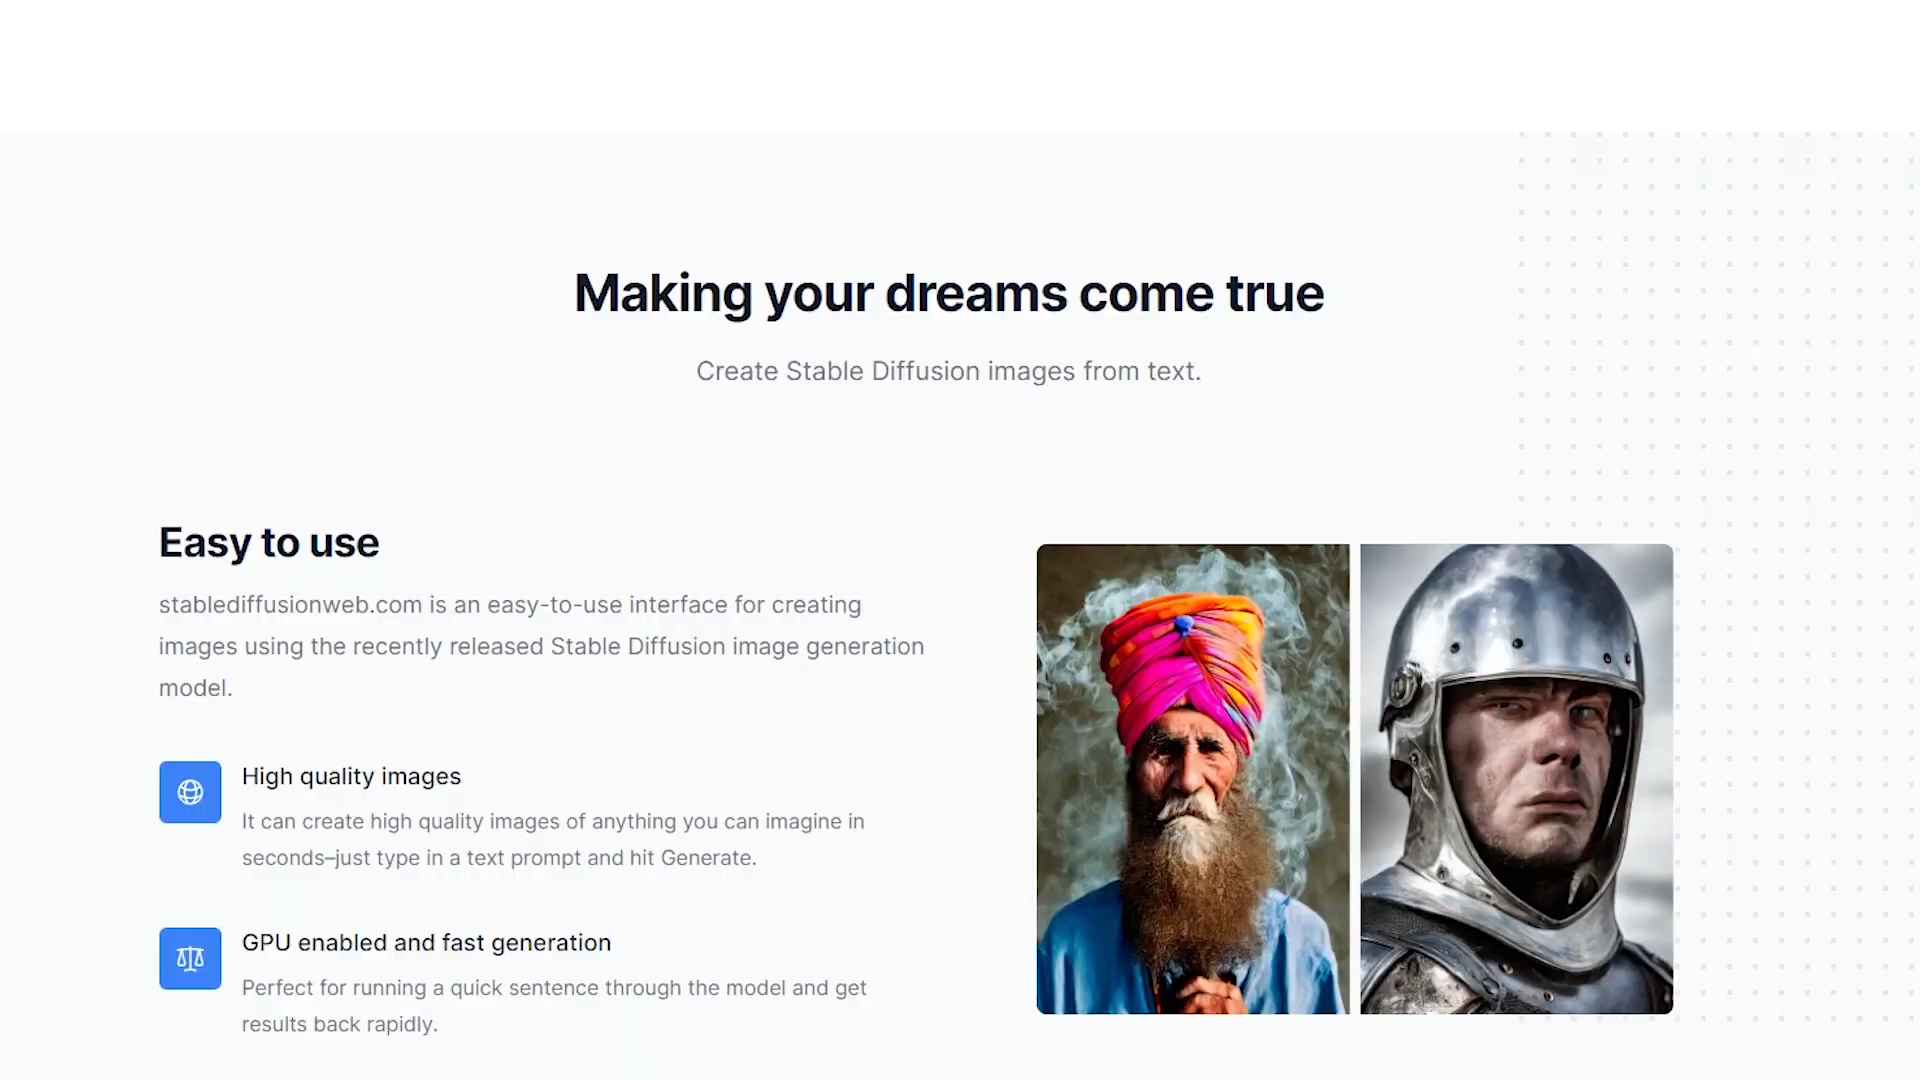 Making your dreams come true
Create Stable Diffusion images from text.
Easy to use
stablediffusionweb.com is an easy-to-use interface for creating
images using the recently released Stable Diffusion image generation
model.
High quality images
It can create high quality images of anything you can imagine in
seconds–just type in a text prompt and hit Generate.
GPU enabled and fast generation
Perfect for running a quick sentence through the model and get
results back rapidly.